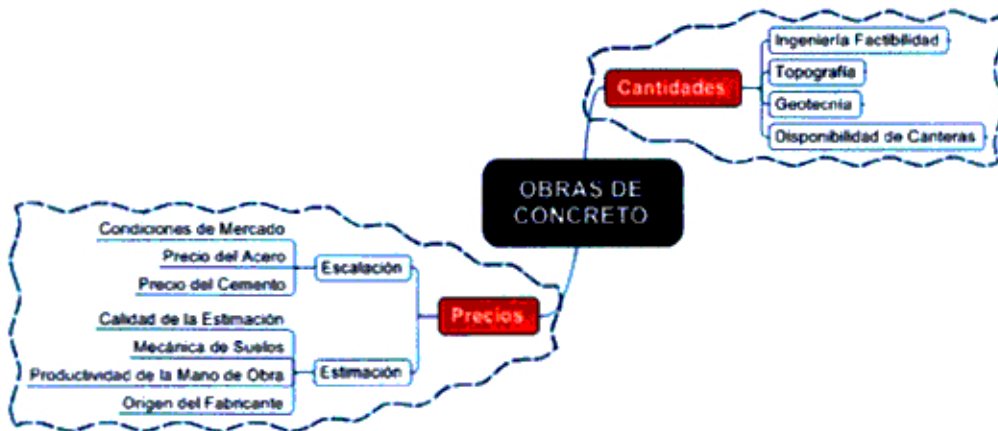 Ingeniería Factibilidad
Cantidades
Topografía
Geotecnia
Disponibilidad de Canteras
OBRAS DE
CONCRETO
Condiciones de Mercado
Precio del Acero
Escalación
Precio del Cemento
Precios
Calidad de la Estimación
Mecánica de Suelos
Estimación
Productividad de la Mano de Obra
Origen del Fabricante